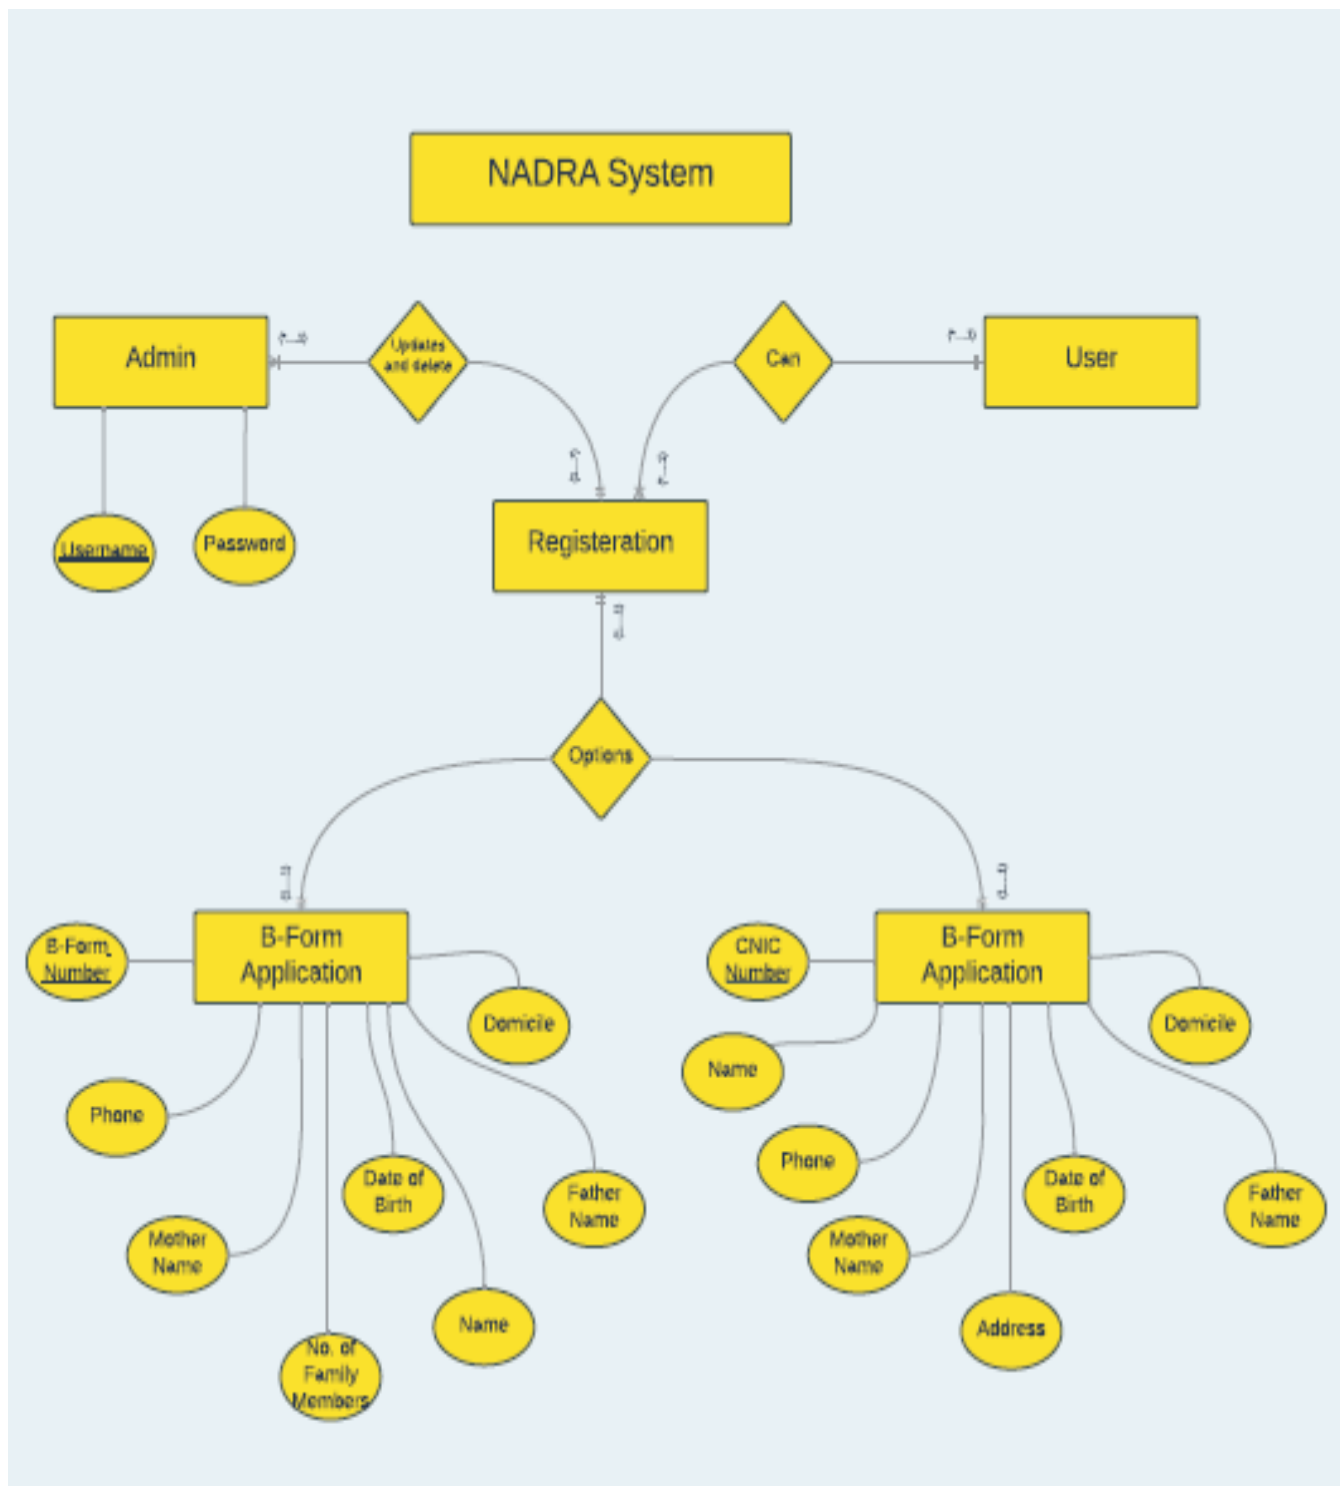 NADRA System
Admin
Updates
and delete
Can
User
Username
Password
Registeration
Options
B-Form
Number
B-Form
Application
Domicile
Phone
Mother
Name
No. of
Family
Members
Date of
Birth
Name
Father
Name
CNIC
Number
B-Form
Application
Domicile
Name
Phone
Mother
Name
Address
Date of
Birth
Father
Name